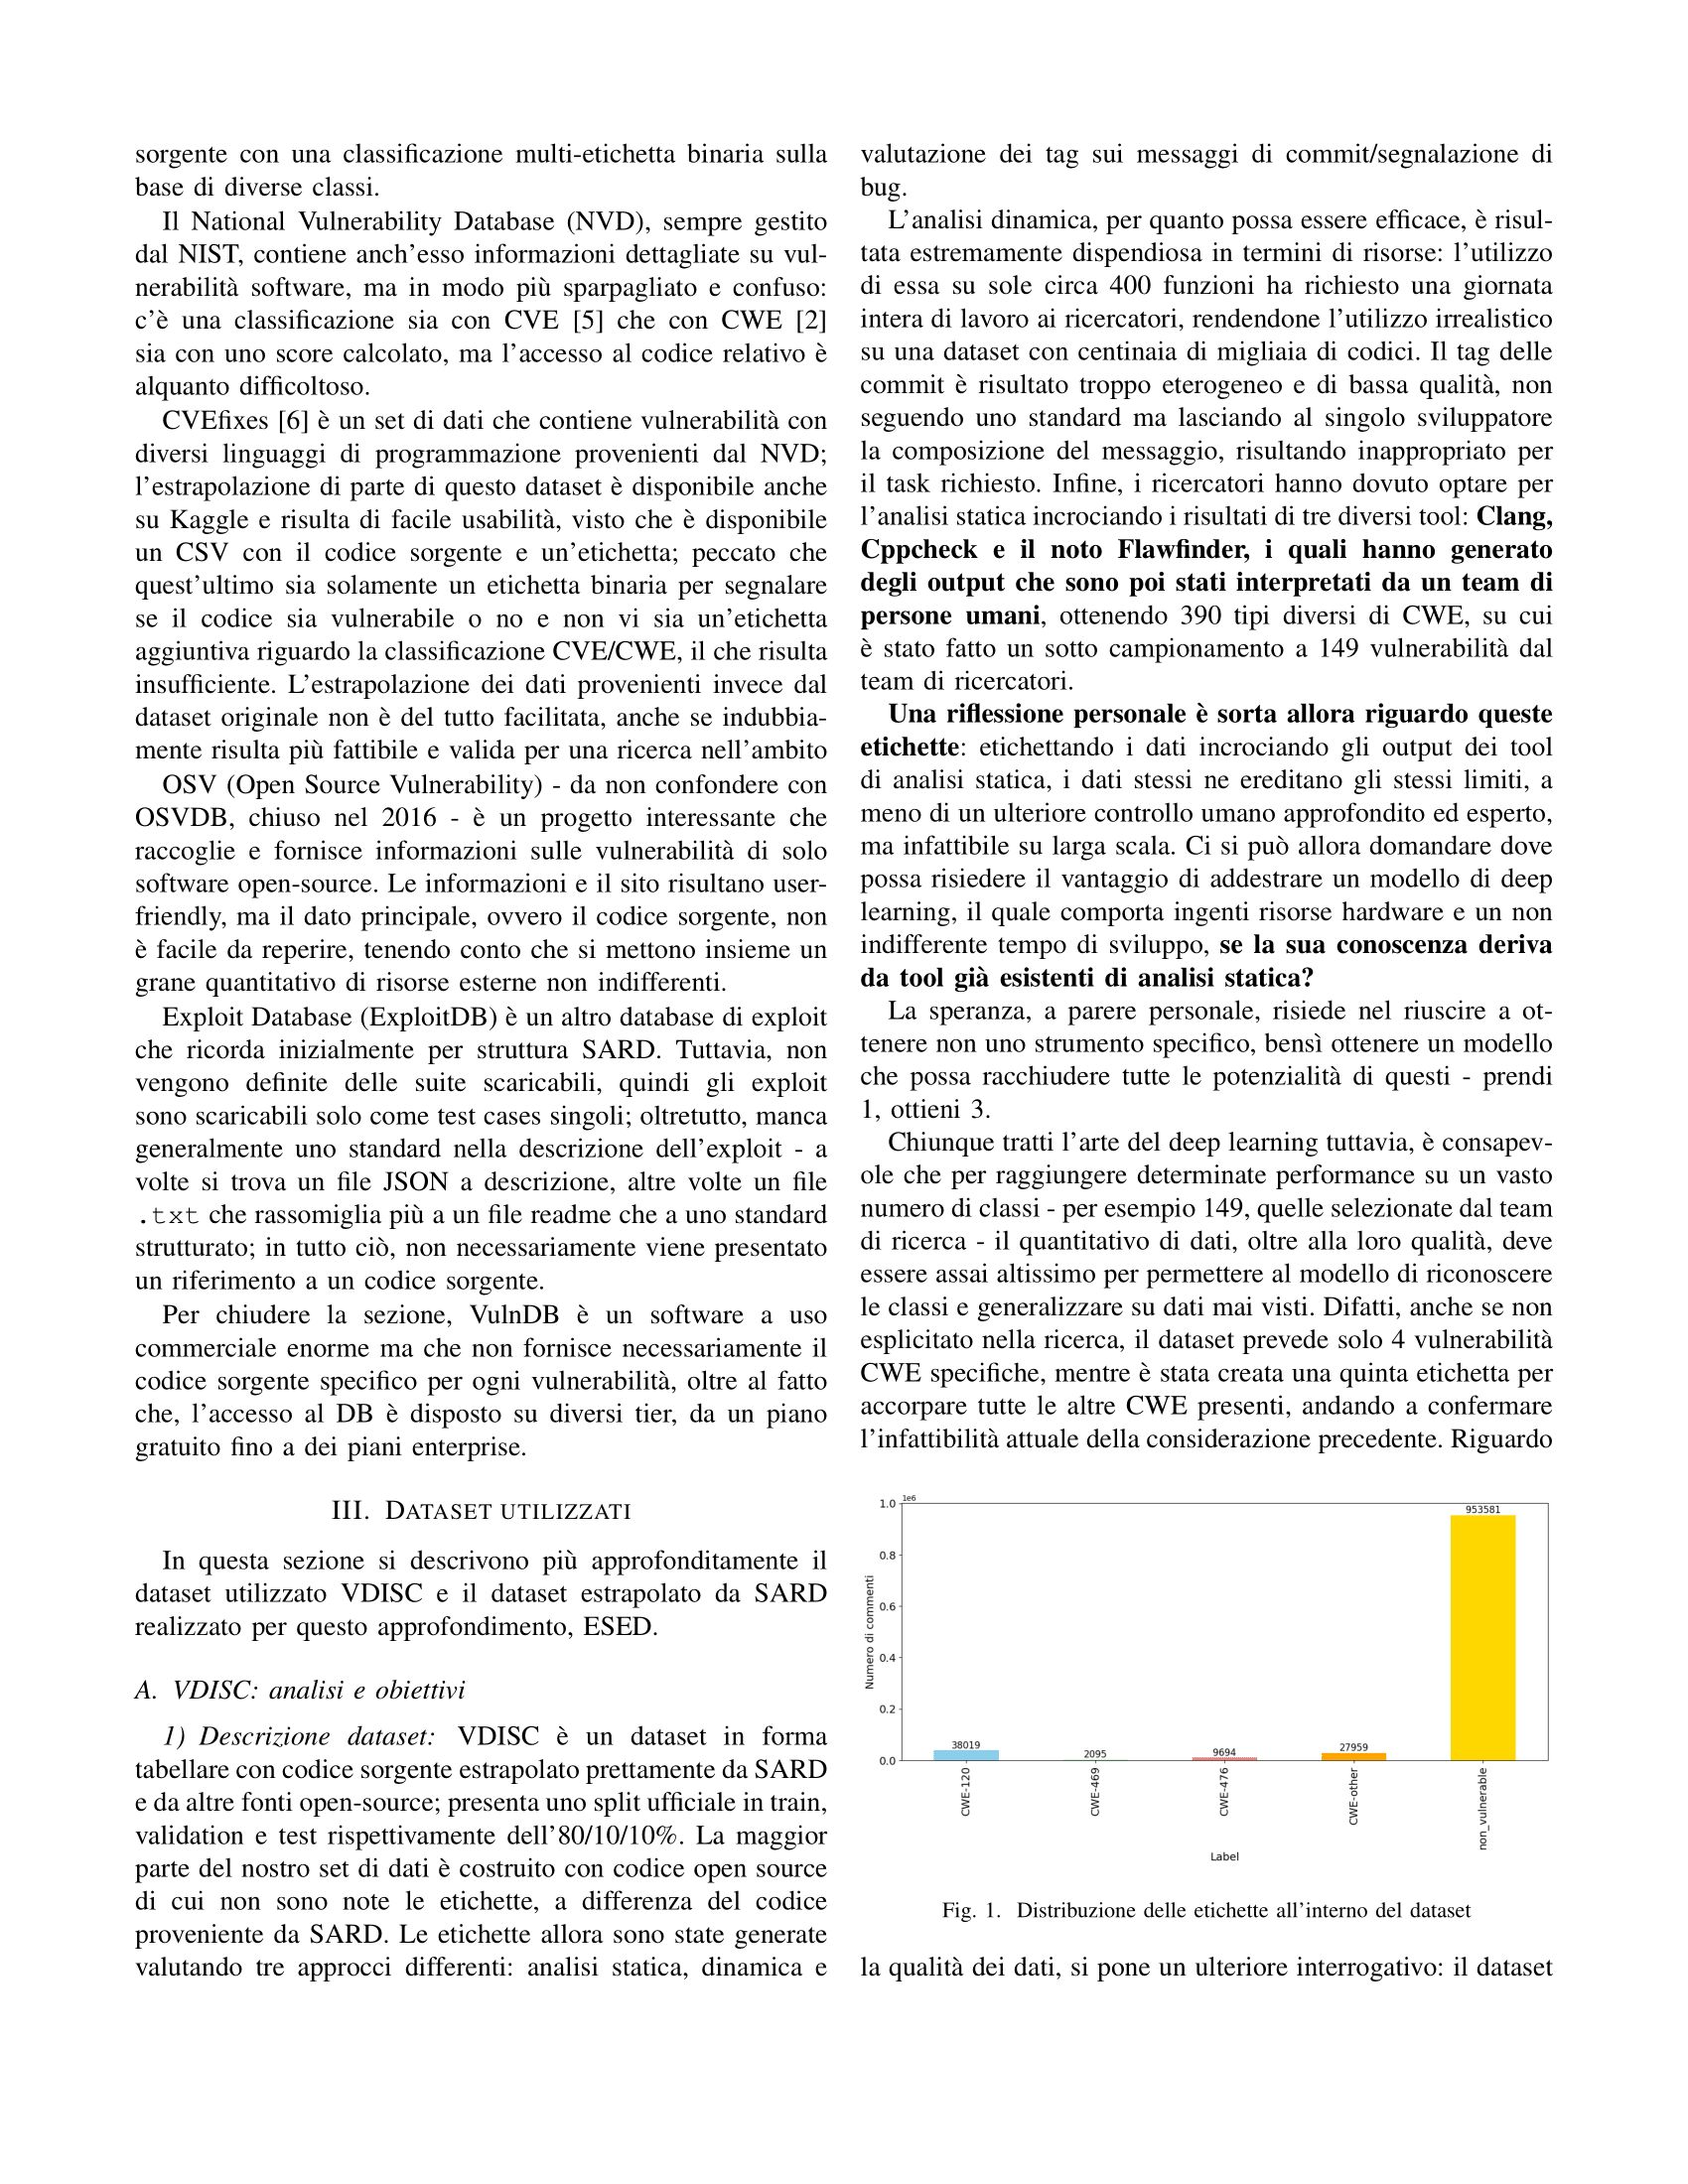 sorgente con una classificazione multi-etichetta binaria sulla
base di diverse classi.
Il National Vulnerability Database (NVD), sempre gestito
dal NIST, contiene anch'esso informazioni dettagliate su vul-
nerabilità software, ma in modo più sparpagliato e confuso:
c'è una classificazione sia con CVE [5] che con CWE [2]
sia con uno score calcolato, ma l'accesso al codice relativo è
alquanto difficoltoso.
CVEfixes [6] è un set di dati che contiene vulnerabilità con
diversi linguaggi di programmazione provenienti dal NVD;
l'estrapolazione di parte di questo dataset è disponibile anche
su Kaggle e risulta di facile usabilità, visto che è disponibile
un CSV con il codice sorgente e un'etichetta; peccato che
quest'ultimo sia solamente un etichetta binaria per segnalare
se il codice sia vulnerabile o no e non vi sia un'etichetta
aggiuntiva riguardo la classificazione CVE/CWE, il che risulta
insufficiente. L'estrapolazione dei dati provenienti invece dal
dataset originale non è del tutto facilitata, anche se indubbia-
mente risulta più fattibile e valida per una ricerca nell'ambito
OSV (Open Source Vulnerability) - da non confondere con
OSVDB, chiuso nel 2016 - è un progetto interessante che
raccoglie e fornisce informazioni sulle vulnerabilità di solo
software open-source. Le informazioni e il sito risultano user-
friendly, ma il dato principale, ovvero il codice sorgente, non
è facile da reperire, tenendo conto che si mettono insieme un
grane quantitativo di risorse esterne non indifferenti.
Exploit Database (ExploitDB) è un altro database di exploit
che ricorda inizialmente per struttura SARD. Tuttavia, non
vengono definite delle suite scaricabili, quindi gli exploit
sono scaricabili solo come test cases singoli; oltretutto, manca
generalmente uno standard nella descrizione dell'exploit - a
volte si trova un file JSON a descrizione, altre volte un file
.txt che rassomiglia più a un file readme che a uno standard
strutturato; in tutto ciò, non necessariamente viene presentato
un riferimento a un codice sorgente.
Per chiudere la sezione, VulnDB è un software a uso
commerciale enorme ma che non fornisce necessariamente il
codice sorgente specifico per ogni vulnerabilità, oltre al fatto
che, l'accesso al DB è disposto su diversi tier, da un piano
gratuito fino a dei piani enterprise.
III. DATASET UTILIZZATI
In questa sezione si descrivono più approfonditamente il
dataset utilizzato VDISC e il dataset estrapolato da SARD
realizzato per questo approfondimento, ESED.
A. VDISC: analisi e obiettivi
1) Descrizione dataset: VDISC è un dataset in forma
tabellare con codice sorgente estrapolato prettamente da SARD
e da altre fonti open-source; presenta uno split ufficiale in train,
validation e test rispettivamente dell'80/10/10%. La maggior
parte del nostro set di dati è costruito con codice open source
di cui non sono note le etichette, a differenza del codice
proveniente da SARD. Le etichette allora sono state generate
valutando tre approcci differenti: analisi statica, dinamica e
valutazione dei tag sui messaggi di commit/segnalazione di
bug.
L'analisi dinamica, per quanto possa essere efficace, è risul-
tata estremamente dispendiosa in termini di risorse: l'utilizzo
di essa su sole circa 400 funzioni ha richiesto una giornata
intera di lavoro ai ricercatori, rendendone l'utilizzo irrealistico
su una dataset con centinaia di migliaia di codici. Il tag delle
commit è risultato troppo eterogeneo e di bassa qualità, non
seguendo uno standard ma lasciando al singolo sviluppatore
la composizione del messaggio, risultando inappropriato per
il task richiesto. Infine, i ricercatori hanno dovuto optare per
l'analisi statica incrociando i risultati di tre diversi tool: Clang,
Cppcheck e il noto Flawfinder, i quali hanno generato
degli output che sono poi stati interpretati da un team di
persone umani, ottenendo 390 tipi diversi di CWE, su cui
è stato fatto un sotto campionamento a 149 vulnerabilità dal
team di ricercatori.
Una riflessione personale è sorta allora riguardo queste
etichette: etichettando i dati incrociando gli output dei tool
di analisi statica, i dati stessi ne ereditano gli stessi limiti, a
meno di un ulteriore controllo umano approfondito ed esperto,
ma infattibile su larga scala. Ci si può allora domandare dove
possa risiedere il vantaggio di addestrare un modello di deep
learning, il quale comporta ingenti risorse hardware e un non
indifferente tempo di sviluppo, se la sua conoscenza deriva
da tool già esistenti di analisi statica?
La speranza, a parere personale, risiede nel riuscire a ot-
tenere non uno strumento specifico, bensì ottenere un modello
che possa racchiudere tutte le potenzialità di questi - prendi
1, ottieni 3.
Chiunque tratti l'arte del deep learning tuttavia, è consapev-
ole che per raggiungere determinate performance su un vasto
numero di classi - per esempio 149, quelle selezionate dal team
di ricerca - il quantitativo di dati, oltre alla loro qualità, deve
essere assai altissimo per permettere al modello di riconoscere
le classi e generalizzare su dati mai visti. Difatti, anche se non
esplicitato nella ricerca, il dataset prevede solo 4 vulnerabilità
CWE specifiche, mentre è stata creata una quinta etichetta per
accorpare tutte le altre CWE presenti, andando a confermare
l'infattibilità attuale della considerazione precedente. Riguardo
1e6
1.0
0.8
0.6
0.4
0.2
0.0
Numero di commenti
38019
2095
9694
27959
953581
CWE-120
CWE-469
CWE-476
CWE-other
non_vulnerable
Label
Fig. 1. Distribuzione delle etichette all'interno del dataset
la qualità dei dati, si pone un ulteriore interrogativo: il dataset